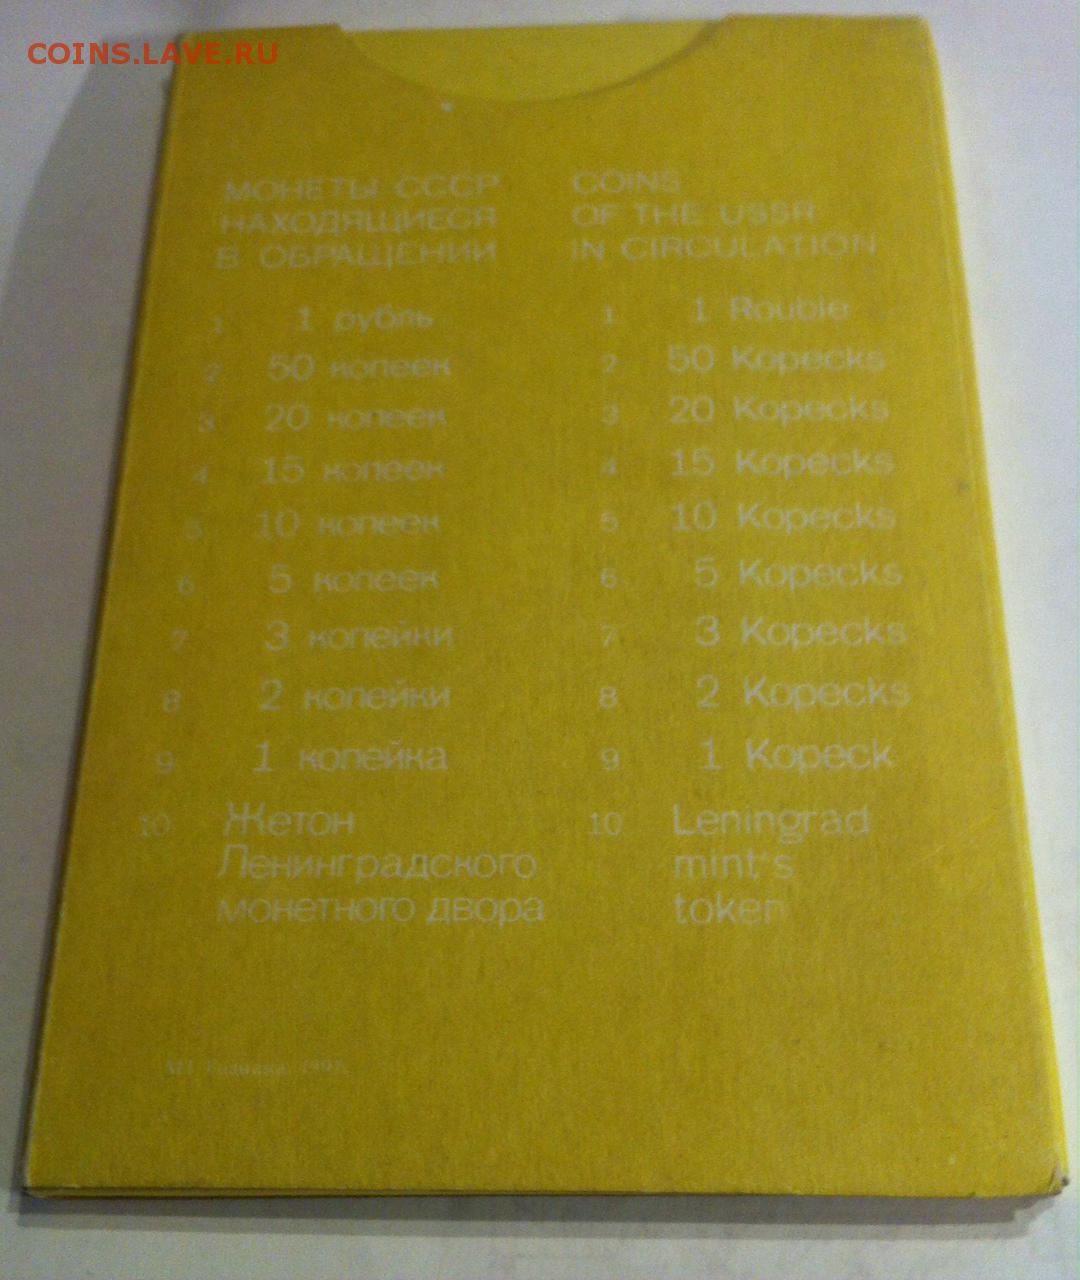 COINS.LAVE.RU
МОНЕТЫ СССР
НАХОДЯЩИЕСЯ
В ОБРАЩЕНИИ
1 1 рубль
2 50 копеек
3 20 копеек
4 15 копеек
5 10 копеек
6 5 копеек
7 3 копейки
8 2 копейки
9 1 копейка
10 Жетон
Ленинградского
монетного двора
COINS
OF THE USSR
IN CIRCULATION
1 1 Rouble
2 50 Kopecks
3 20 Kopecks
4 15 Kopecks
5 10 Kopecks
6 5 Kopecks
7 3 Kopecks
8 2 Kopecks
9 1 Kopeck
10 Leningrad
mint's
token